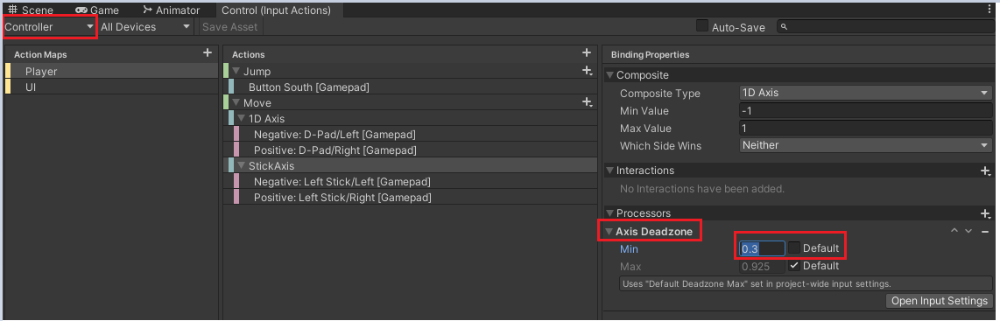 Scene Game Animator Control (Input Actions)
Controller All Devices Save Asset Auto-Save
Action Maps
Player
UI
Actions
Jump
Button South [Gamepad]
Move
1D Axis
Negative: D-Pad/Left [Gamepad]
Positive: D-Pad/Right [Gamepad]
StickAxis
Negative: Left Stick/Left [Gamepad]
Positive: Left Stick/Right [Gamepad]
Binding Properties
Composite
Composite Type 1D Axis
Min Value -1
Max Value 1
Which Side Wins Neither
Interactions
No Interactions have been added.
Processors
Axis Deadzone
Min 0.3 Default
Max 0.925 Default
Uses "Default Deadzone Max" set in project-wide input settings.
Open Input Settings